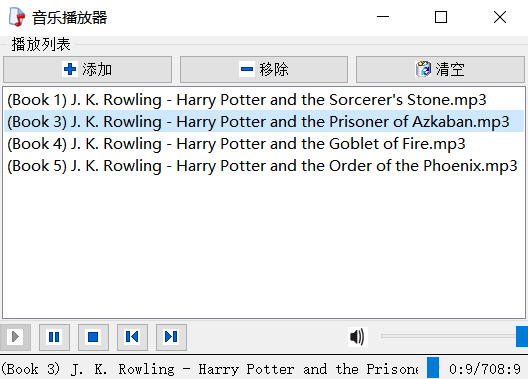 音乐播放器
播放列表
添加 移除 清空
(Book 1) J. K. Rowling - Harry Potter and the Sorcerer's Stone.mp3
(Book 3) J. K. Rowling - Harry Potter and the Prisoner of Azkaban.mp3
(Book 4) J. K. Rowling - Harry Potter and the Goblet of Fire.mp3
(Book 5) J. K. Rowling - Harry Potter and the Order of the Phoenix.mp3
(Book 3) J. K. Rowling - Harry Potter and the Prisone 0:9/708:9